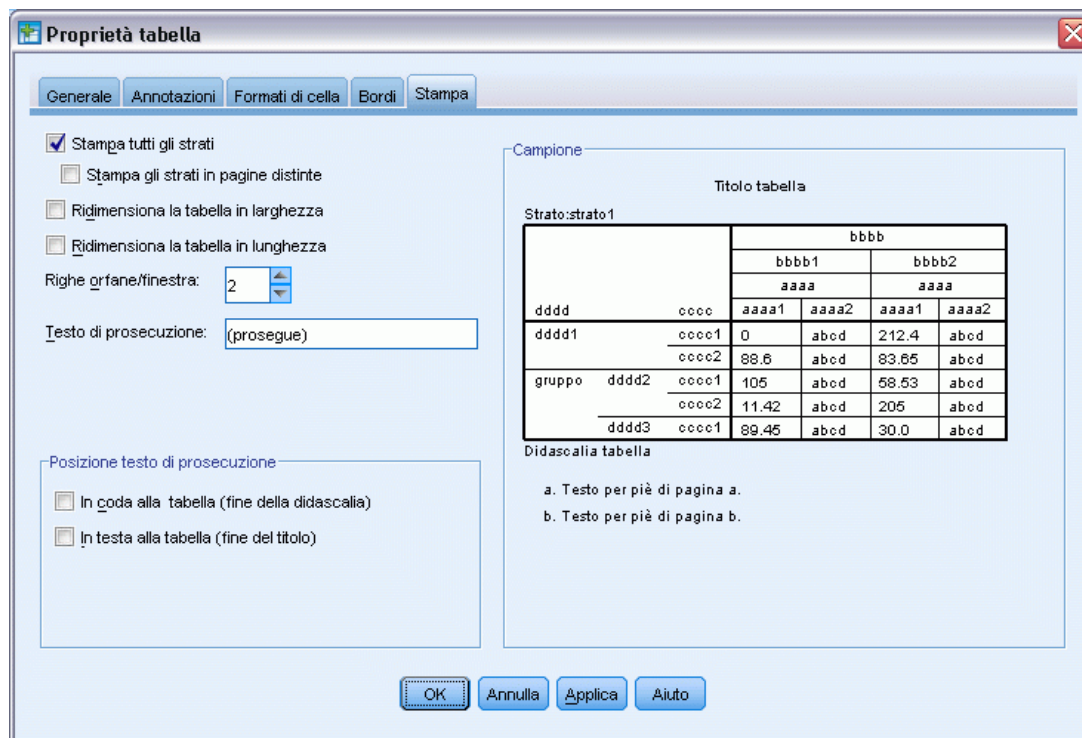 Proprietà tabella
Generale Annotazioni Formati di cella Bordi Stampa
Stampa tutti gli strati
Stampa gli strati in pagine distinte
Ridimensiona la tabella in larghezza
Ridimensiona la tabella in lunghezza
Righe orfane/finestra: 2
Testo di prosecuzione: (prosegue)
Posizione testo di prosecuzione
In coda alla tabella (fine della didascalia)
In testa alla tabella (fine del titolo)
Campione
Titolo tabella
Strato:strato1
bbbb
bbbb1 bbbb2
aaaa aaaa
dddd cccc aaaa1 aaaa2 aaaa1 aaaa2
dddd1 cccc1 0 abcd 212.4 abcd
cccc2 88.6 abcd 83.65 abcd
gruppo dddd2 cccc1 105 abcd 58.53 abcd
cccc2 11.42 abcd 205 abcd
dddd3 cccc1 89.45 abcd 30.0 abcd
Didascalia tabella
a. Testo per piè di pagina a.
b. Testo per piè di pagina b.
OK Annulla Applica Aiuto